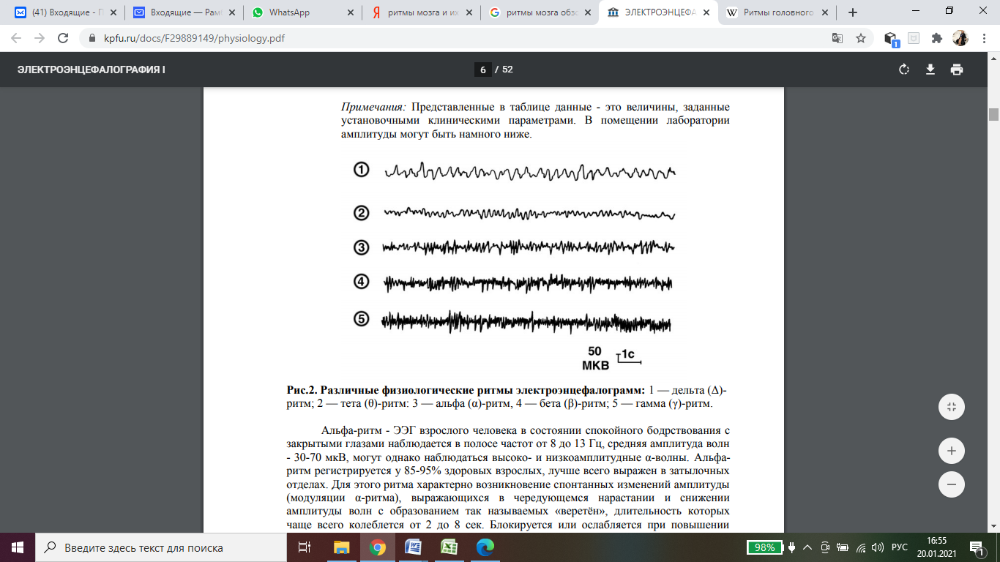 (41) Входящие - П
Входящие — Рам
WhatsApp
ритмы мозга и их
ритмы мозга обзо
ЭЛЕКТРОЭНЦЕФА
Ритмы головного
kpfu.ru/docs/F29889149/physiology.pdf
1
ЭЛЕКТРОЭНЦЕФАЛОГРАФИЯ I
6 / 52
Примечания: Представленные в таблице данные - это величины, заданные
установочными клиническими параметрами. В помещении лаборатории
амплитуды могут быть намного ниже.
1
2
3
4
5
50 1с
МКВ
Рис.2. Различные физиологические ритмы электроэнцефалограмм: 1 — дельта (Δ)-
ритм; 2 — тета (θ)-ритм: 3 — альфа (α)-ритм, 4 — бета (β)-ритм; 5 — гамма (γ)-ритм.
Альфа-ритм - ЭЭГ взрослого человека в состоянии спокойного бодрствования с
закрытыми глазами наблюдается в полосе частот от 8 до 13 Гц, средняя амплитуда волн
- 30-70 мкВ, могут однако наблюдаться высоко- и низкоамплитудные α-волны. Альфа-
ритм регистрируется у 85-95% здоровых взрослых, лучше всего выражен в затылочных
отделах. Для этого ритма характерно возникновение спонтанных изменений амплитуды
(модуляции α-ритма), выражающихся в чередующемся нарастании и снижении
амплитуды волн с образованием так называемых «веретён», длительность которых
чаще всего колеблется от 2 до 8 сек. Блокируется или ослабляется при повышении
Введите здесь текст для поиска
98%
РУС
16:55
20.01.2021
1